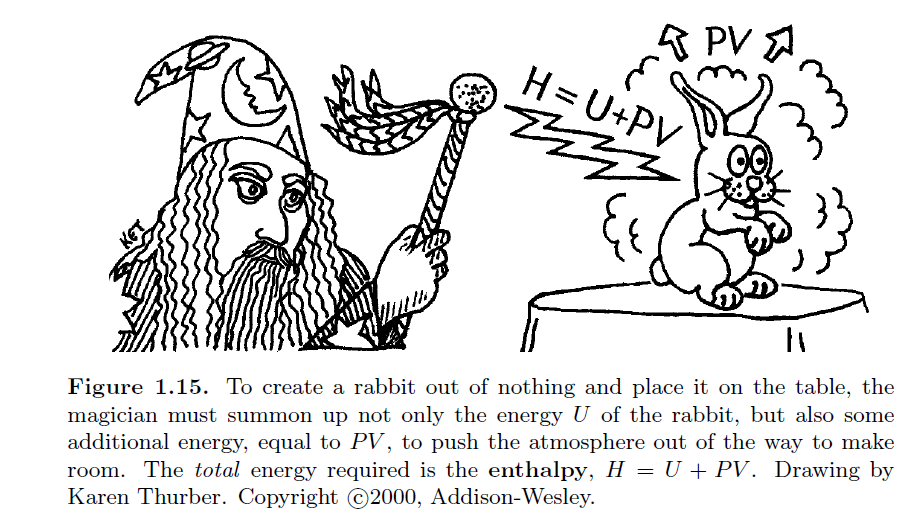 PV
H = U + PV
KET
Figure 1.15. To create a rabbit out of nothing and place it on the table, the
magician must summon up not only the energy U of the rabbit, but also some
additional energy, equal to PV, to push the atmosphere out of the way to make
room. The total energy required is the enthalpy, H = U + PV. Drawing by
Karen Thurber. Copyright ©2000, Addison-Wesley.